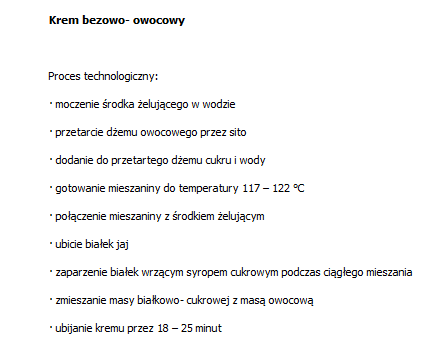 Krem bezowo- owocowy
Proces technologiczny:
· moczenie środka żelującego w wodzie
· przetarcie dżemu owocowego przez sito
· dodanie do przetartego dżemu cukru i wody
· gotowanie mieszaniny do temperatury 117 – 122 °C
· połączenie mieszaniny z środkiem żelującym
· ubicie białek jaj
· zaparzenie białek wrzącym syropem cukrowym podczas ciągłego mieszania
· zmieszanie masy białkowo- cukrowej z masą owocową
· ubijanie kremu przez 18 – 25 minut